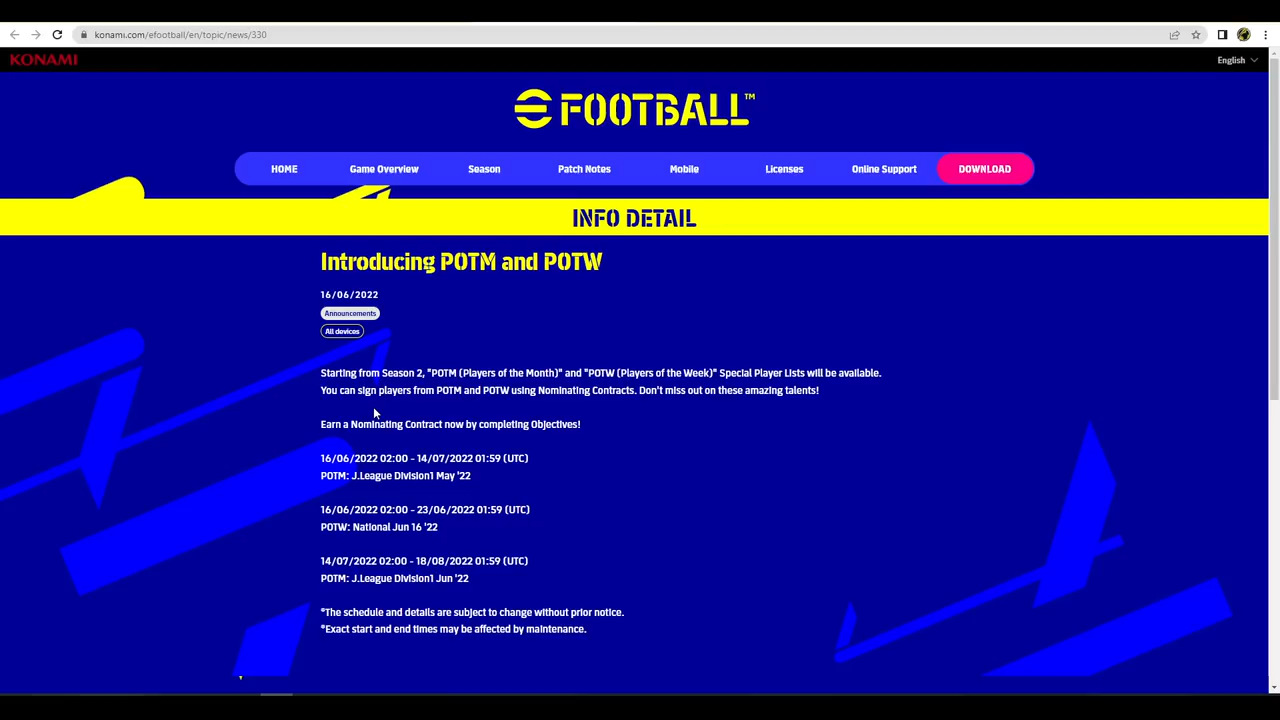 konami.com/efootball/en/topic/news/330
KONAMI
English
FOOTBALL™
HOME
Game Overview
Season
Patch Notes
Mobile
Licenses
Online Support
DOWNLOAD
INFO DETAIL
Introducing POTM and POTW
16/06/2022
Announcements
All devices
Starting from Season 2, "POTM (Players of the Month)" and "POTW (Players of the Week)" Special Player Lists will be available.
You can sign players from POTM and POTW using Nominating Contracts. Don't miss out on these amazing talents!
Earn a Nominating Contract now by completing Objectives!
16/06/2022 02:00 - 14/07/2022 01:59 (UTC)
POTM: J.League Division1 May '22
16/06/2022 02:00 - 23/06/2022 01:59 (UTC)
POTW: National Jun 16 '22
14/07/2022 02:00 - 18/08/2022 01:59 (UTC)
POTM: J.League Division1 Jun '22
*The schedule and details are subject to change without prior notice.
*Exact start and end times may be affected by maintenance.